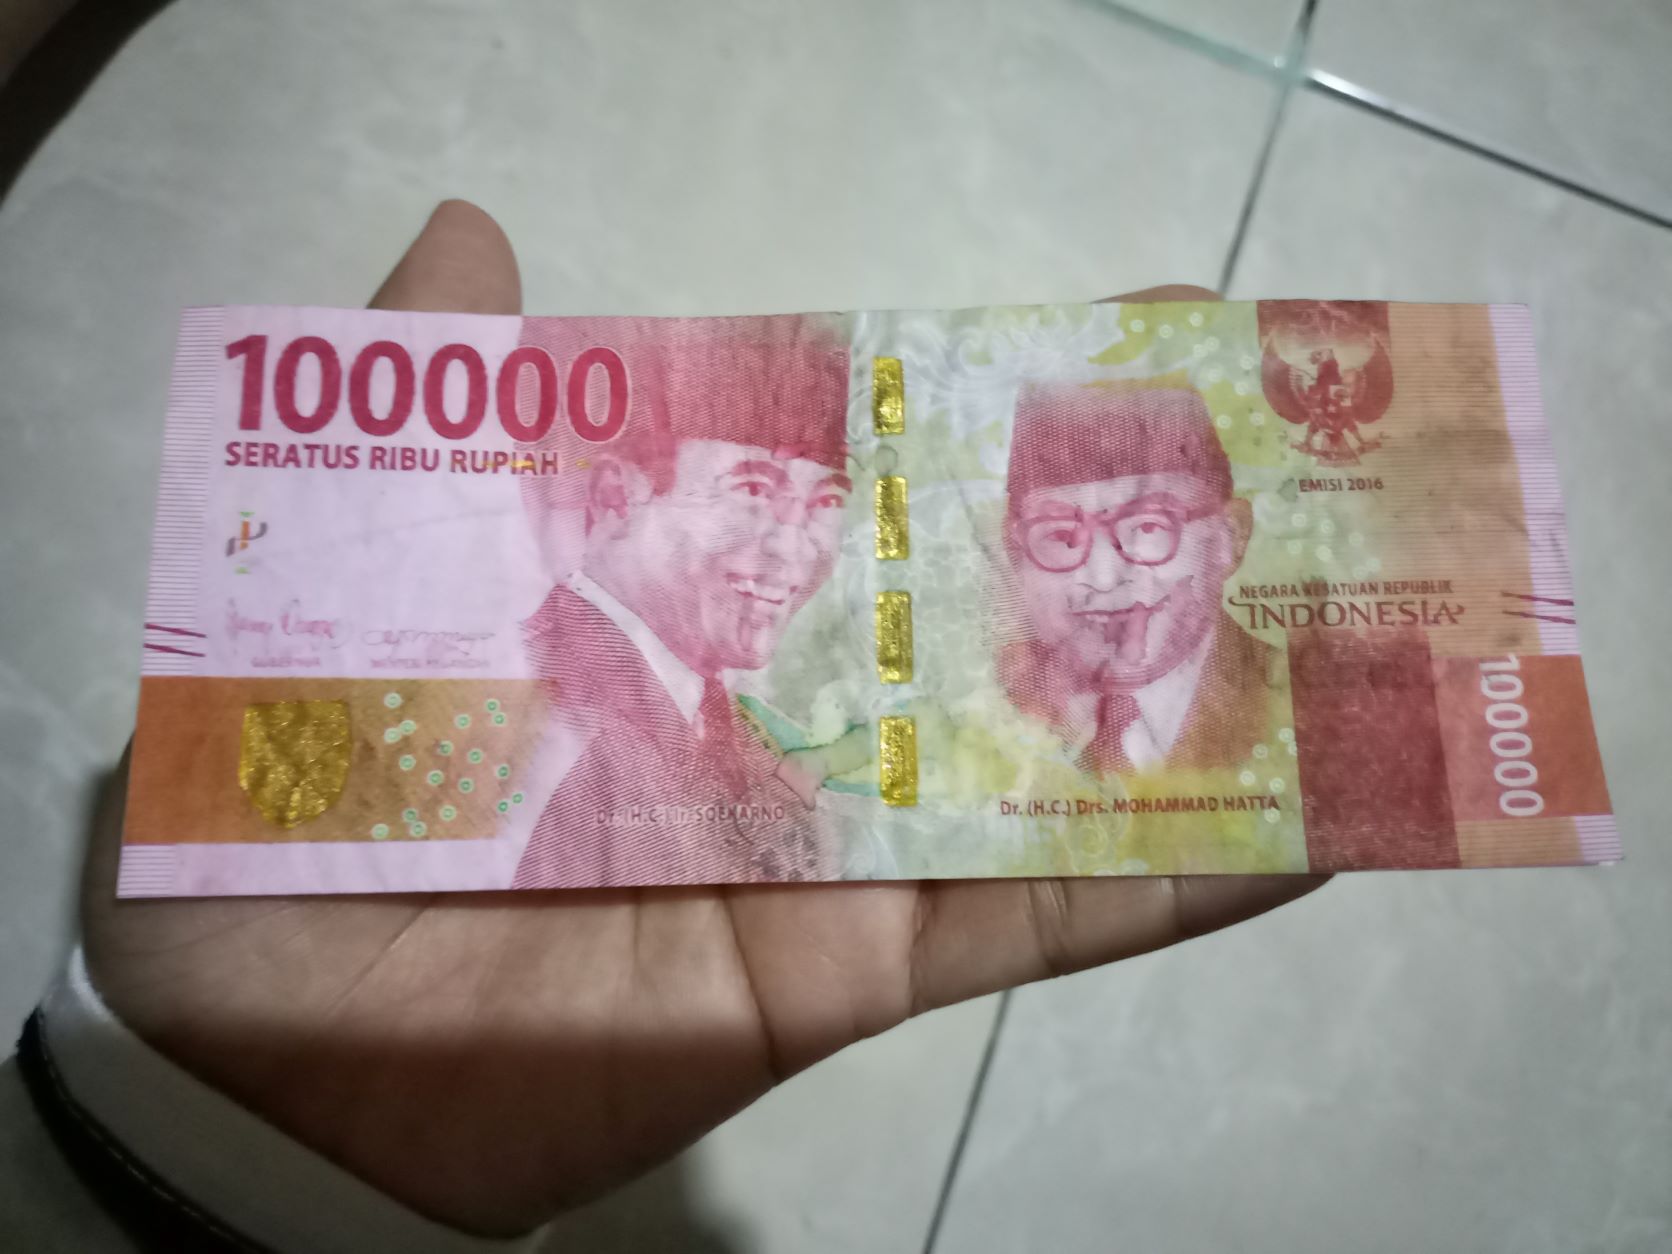 100000
SERATUS RIBU RUPIAH
GUBERNUR
MENTERI KEUANGAN
Dr. (H.C.) Ir. SOEKARNO
Dr. (H.C.) Drs. MOHAMMAD HATTA
EMISI 2016
NEGARA KESATUAN REPUBLIK
INDONESIA
100000